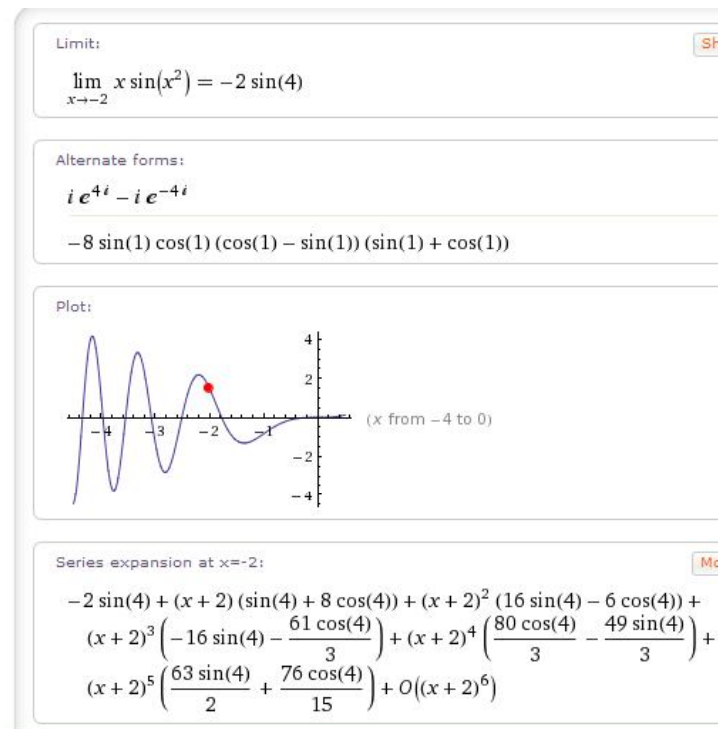 Limit:
Sh
lim x→-2 x sin(x²) = -2 sin(4)
Alternate forms:
i e^(4 i) - i e^(-4 i)
-8 sin(1) cos(1) (cos(1) - sin(1)) (sin(1) + cos(1))
Plot:
4
2
-4 -3 -2 -1
-2
-4
(x from -4 to 0)
Series expansion at x=-2:
Mo
-2 sin(4) + (x + 2) (sin(4) + 8 cos(4)) + (x + 2)² (16 sin(4) - 6 cos(4)) +
(x + 2)³ (-16 sin(4) - 61 cos(4)/3) + (x + 2)⁴ (80 cos(4)/3 - 49 sin(4)/3) +
(x + 2)⁵ (63 sin(4)/2 + 76 cos(4)/15) + O((x + 2)⁶)